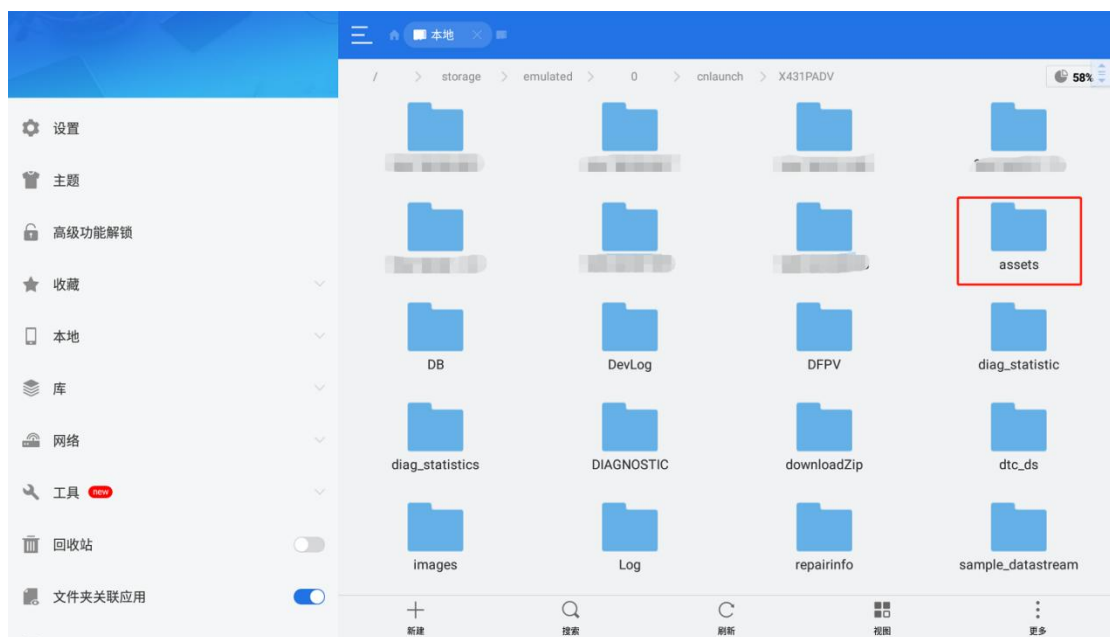 本地
/ > storage > emulated > 0 > cnlaunch > X431PADV
58%
设置
主题
高级功能解锁
收藏
本地
库
网络
工具 new
回收站
文件夹关联应用
assets
DB DevLog DFPV diag_statistic
diag_statistics DIAGNOSTIC downloadZip dtc_ds
images Log repairinfo sample_datastream
新建 搜索 刷新 视图 更多